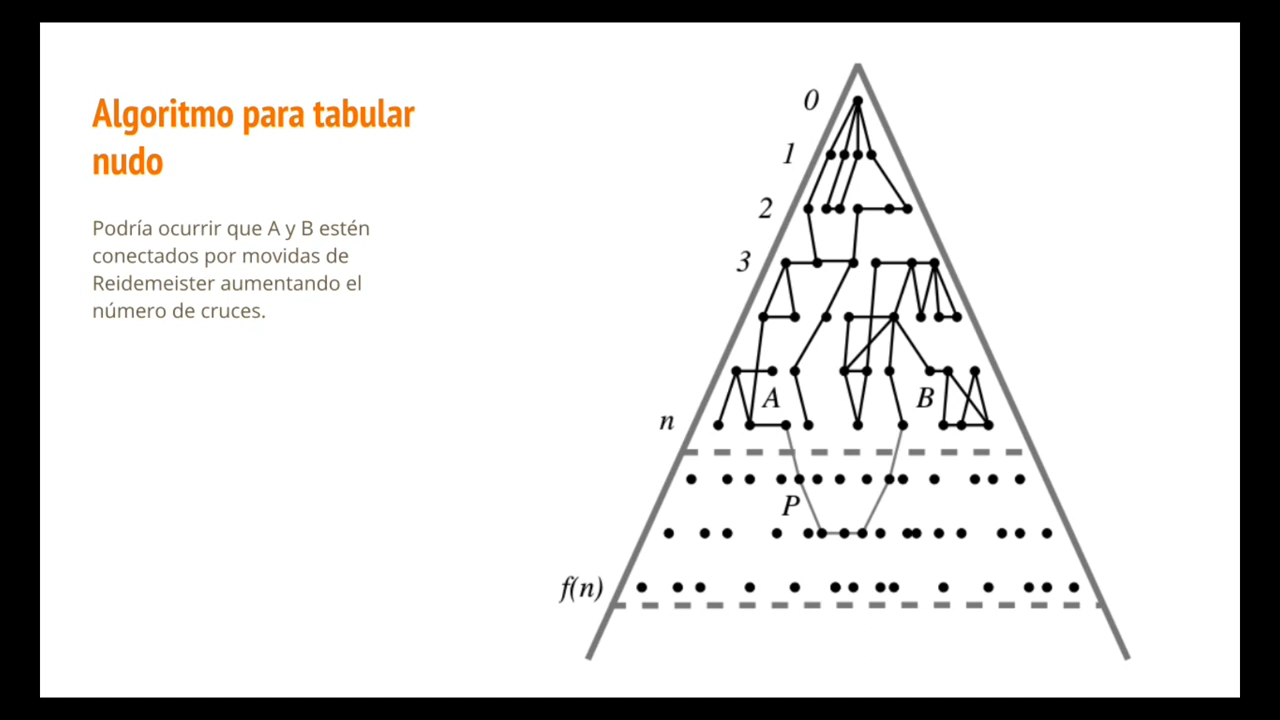 Algoritmo para tabular
nudo
Podría ocurrir que A y B estén
conectados por movidas de
Reidemeister aumentando el
número de cruces.
0
1
2
3
A
B
n
P
f(n)